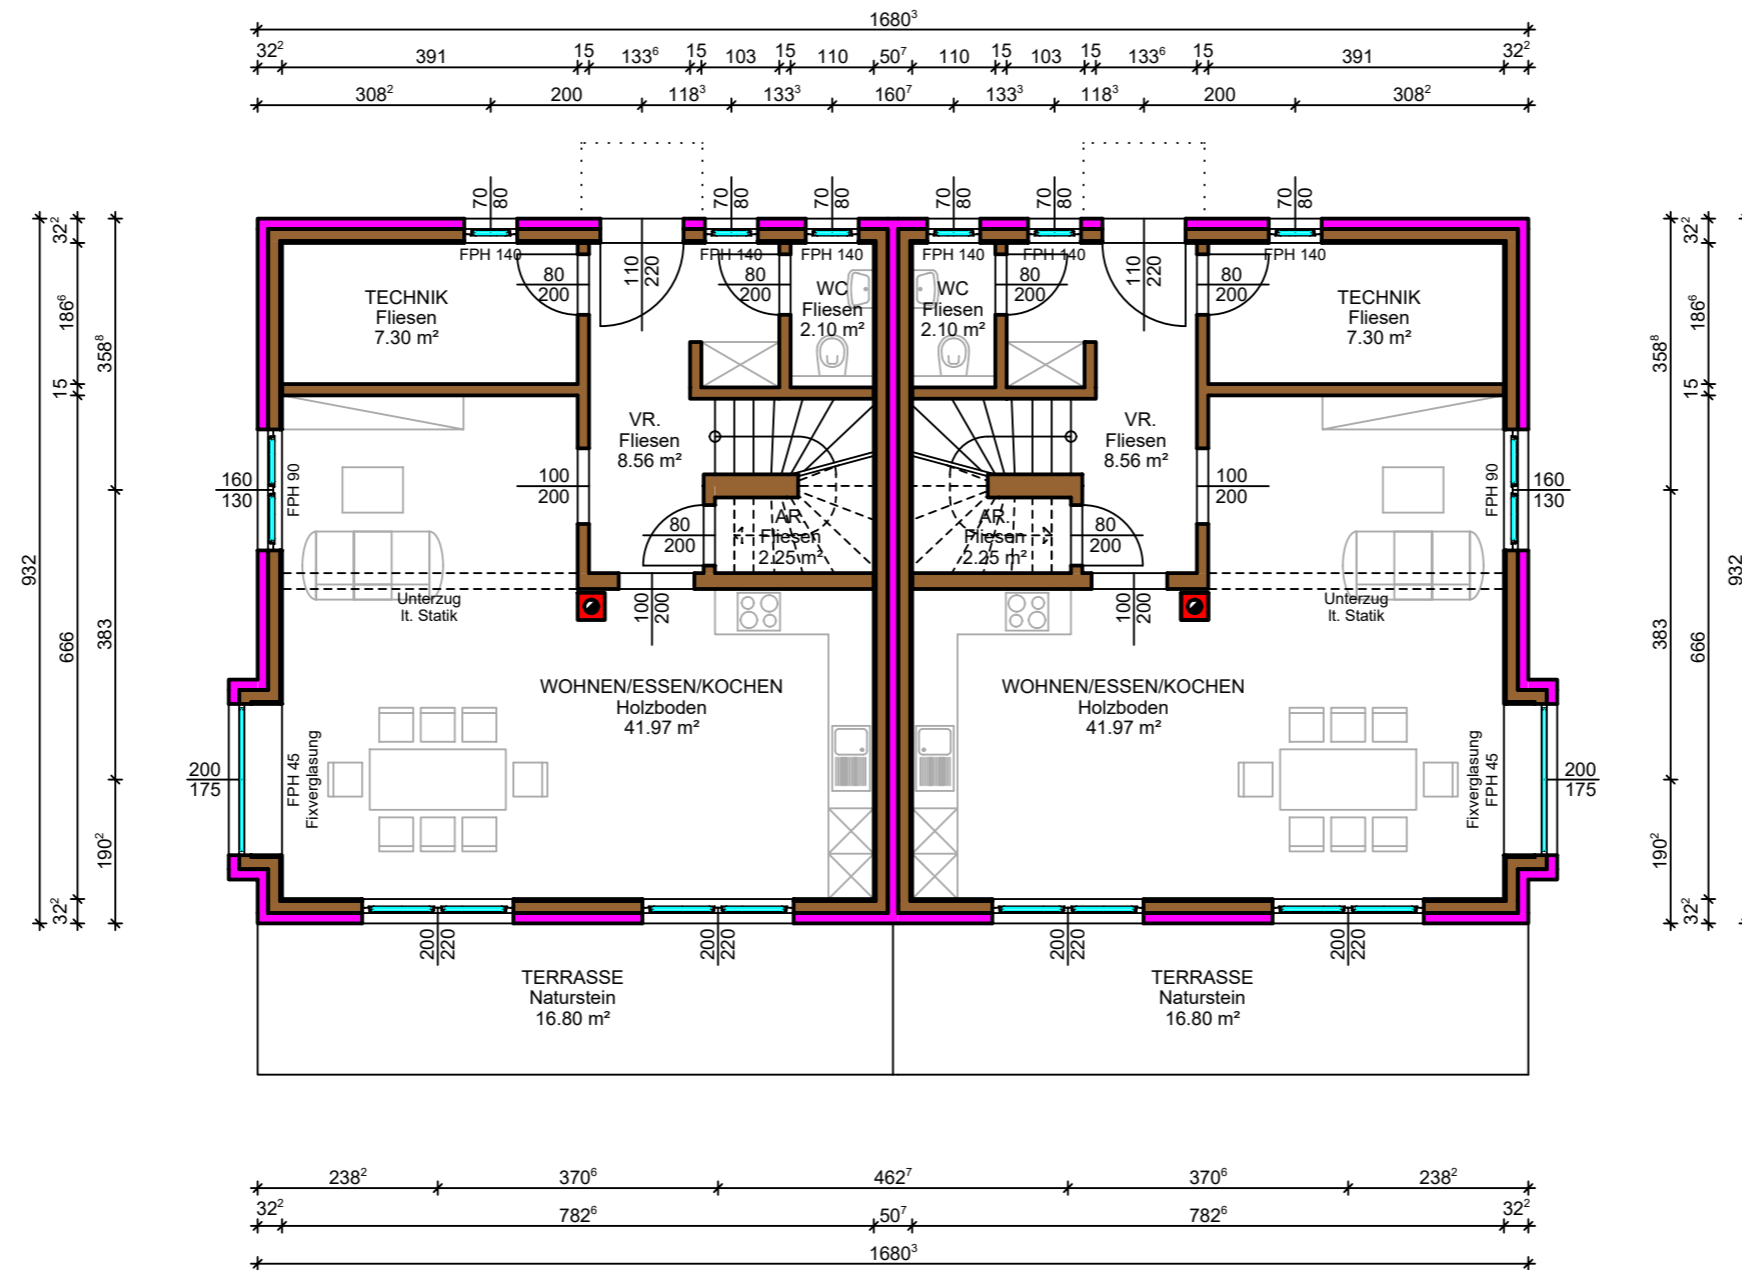 1680³
32² 391 15 133⁶ 15 103 15 110 50⁷ 110 15 103 15 133⁶ 15 391 32²
308² 200 118³ 133³ 160⁷ 133³ 118³ 200 308²
70 80 70 80 70 80 70 80 70 80 70 80
FPH 140 FPH 140 FPH 140 FPH 140 FPH 140 FPH 140
932
32² 186⁶ 15 666 32²
358⁸ 383 190²
TECHNIK
Fliesen
7.30 m²
80
200
110
220
80
200
WC
Fliesen
2.10 m²
WC
Fliesen
2.10 m²
80
200
110
220
80
200
TECHNIK
Fliesen
7.30 m²
VR.
Fliesen
8.56 m²
VR.
Fliesen
8.56 m²
160
130
FPH 90
100
200
100
200
FPH 90
160
130
80
200
AR.
Fliesen
2.25 m²
AR.
Fliesen
2.25 m²
80
200
Unterzug
lt. Statik
100
200
100
200
Unterzug
lt. Statik
WOHNEN/ESSEN/KOCHEN
Holzboden
41.97 m²
WOHNEN/ESSEN/KOCHEN
Holzboden
41.97 m²
200
175
FPH 45
Fixverglasung
Fixverglasung
FPH 45
200
175
358⁸ 383 190²
32² 186⁶ 15 666 32²
932
200 220 200 220 200 220 200 220
TERRASSE
Naturstein
16.80 m²
TERRASSE
Naturstein
16.80 m²
238² 370⁶ 462⁷ 370⁶ 238²
32² 782⁶ 50⁷ 782⁶ 32²
1680³